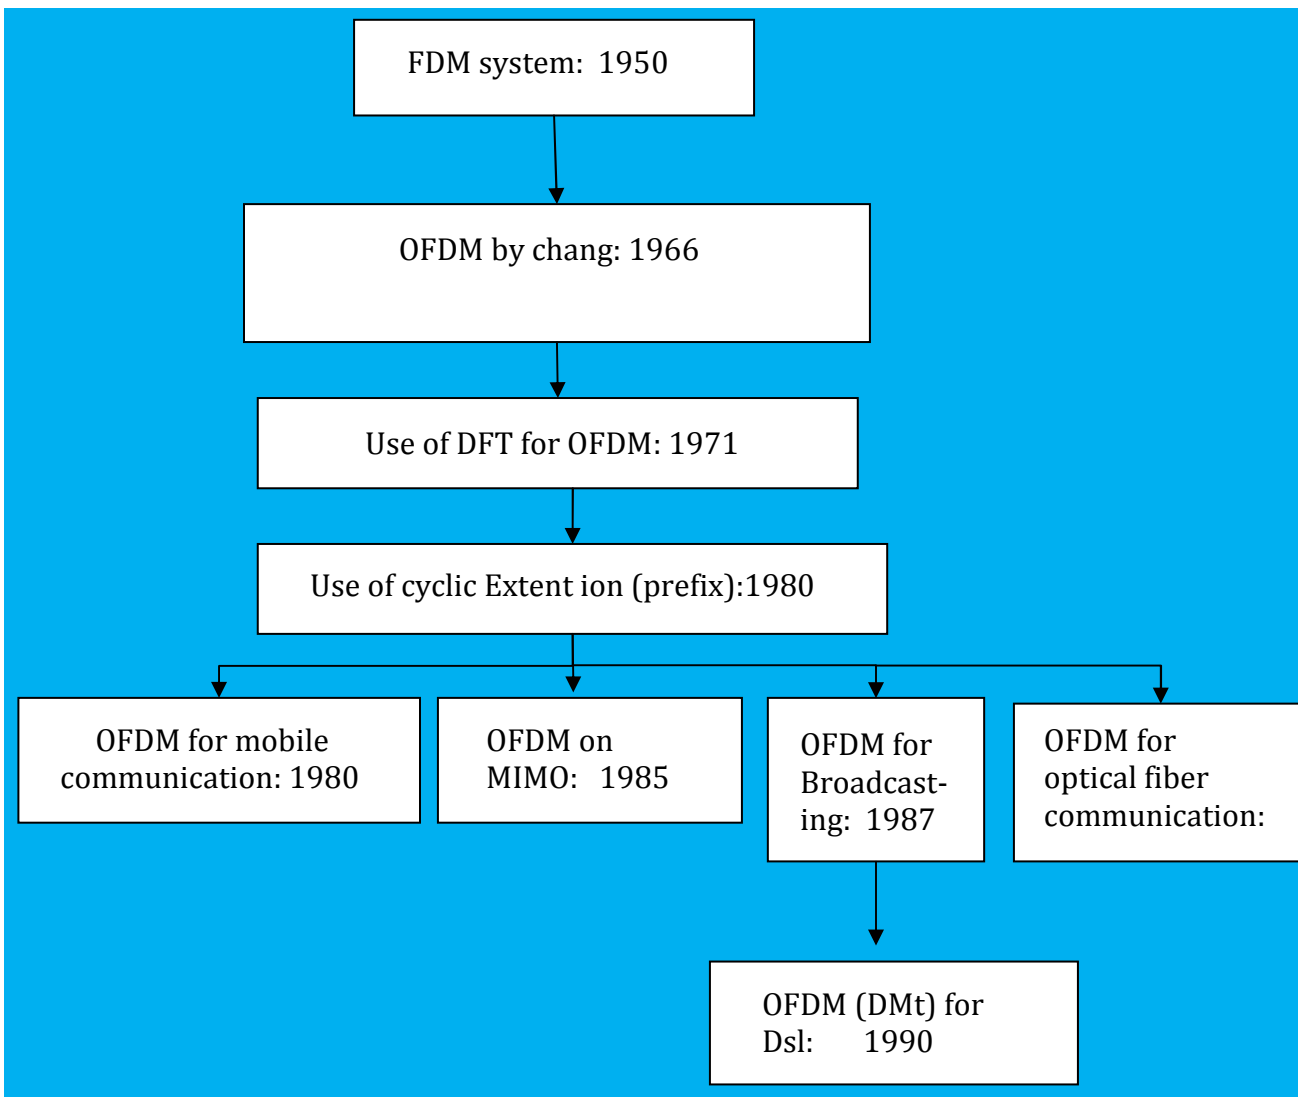 FDM system: 1950
OFDM by chang: 1966
Use of DFT for OFDM: 1971
Use of cyclic Extent ion (prefix):1980
OFDM for mobile
communication: 1980
OFDM on
MIMO: 1985
OFDM for
Broadcast-
ing: 1987
OFDM for
optical fiber
communication:
OFDM (DMt) for
Dsl: 1990